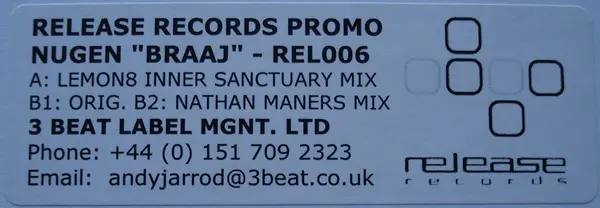 RELEASE RECORDS PROMO
NUGEN "BRAAJ" - REL006
A: LEMON8 INNER SANCTUARY MIX
B1: ORIG. B2: NATHAN MANERS MIX
3 BEAT LABEL MGNT. LTD
Phone: +44 (0) 151 709 2323
Email: andyjarrod@3beat.co.uk
release
records